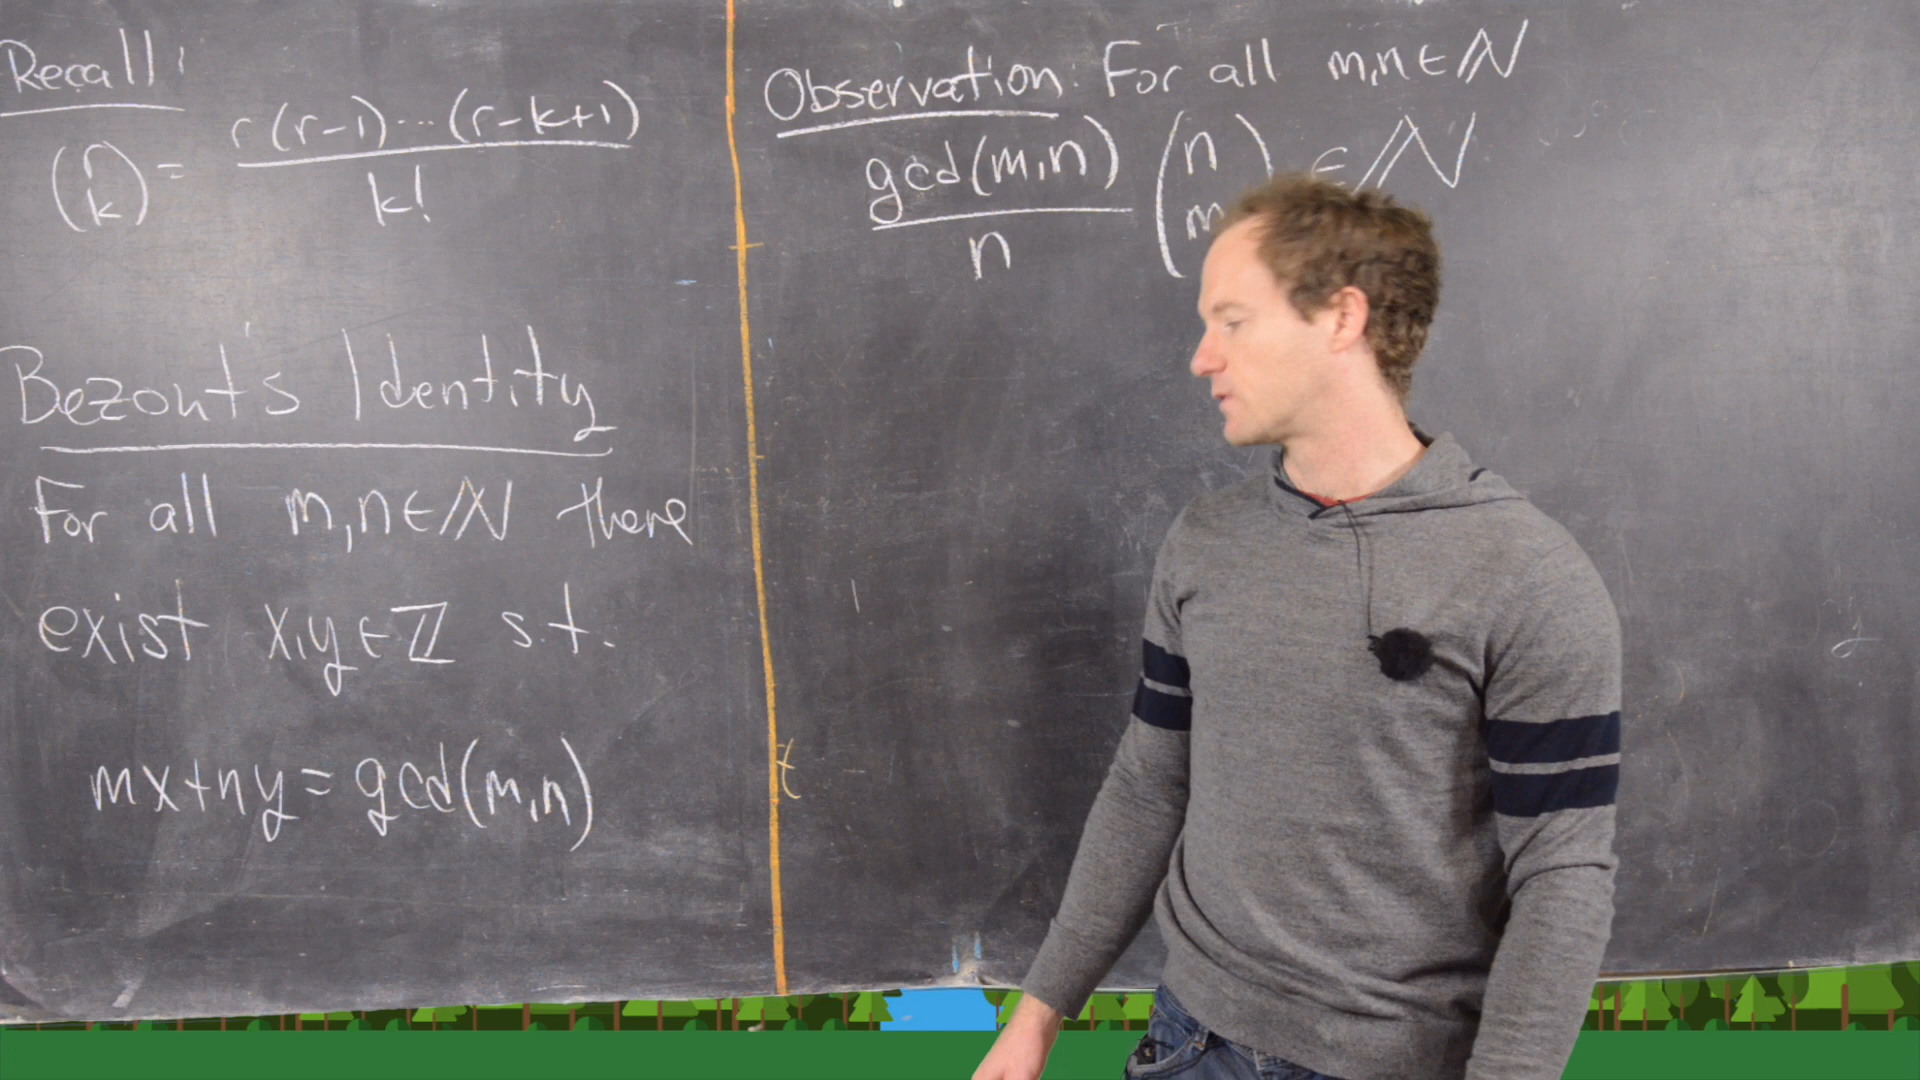 Recall:
(r k) = r(r-1)···(r-k+1) / k!
Bezout's Identity
For all m,n∈ℕ there
exist x,y∈ℤ s.t.
mx+ny=gcd(m,n)
Observation: For all m,n∈ℕ
gcd(m,n) / n (n m) ∈ℕ